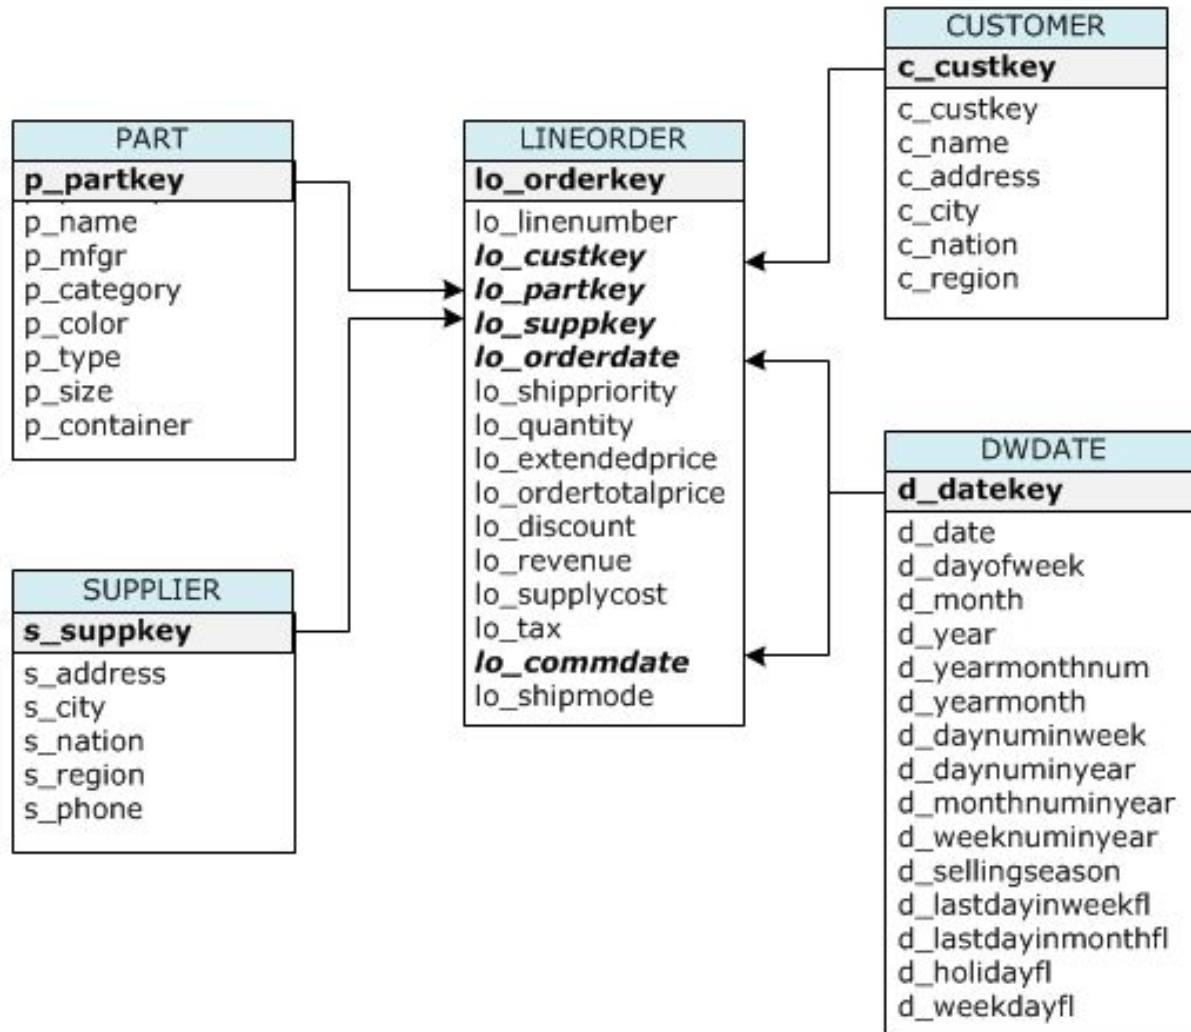 PART
p_partkey
p_name
p_mfgr
p_category
p_color
p_type
p_size
p_container
SUPPLIER
s_suppkey
s_address
s_city
s_nation
s_region
s_phone
LINEORDER
lo_orderkey
lo_linenumber
lo_custkey
lo_partkey
lo_suppkey
lo_orderdate
lo_shippriority
lo_quantity
lo_extendedprice
lo_ordertotalprice
lo_discount
lo_revenue
lo_supplycost
lo_tax
lo_commdate
lo_shipmode
CUSTOMER
c_custkey
c_custkey
c_name
c_address
c_city
c_nation
c_region
DWDATE
d_datekey
d_date
d_dayofweek
d_month
d_year
d_yearmonthnum
d_yearmonth
d_daynuminweek
d_daynuminyear
d_monthnuminyear
d_weeknuminyear
d_sellingseason
d_lastdayinweekfl
d_lastdayinmonthfl
d_holidayfl
d_weekdayfl